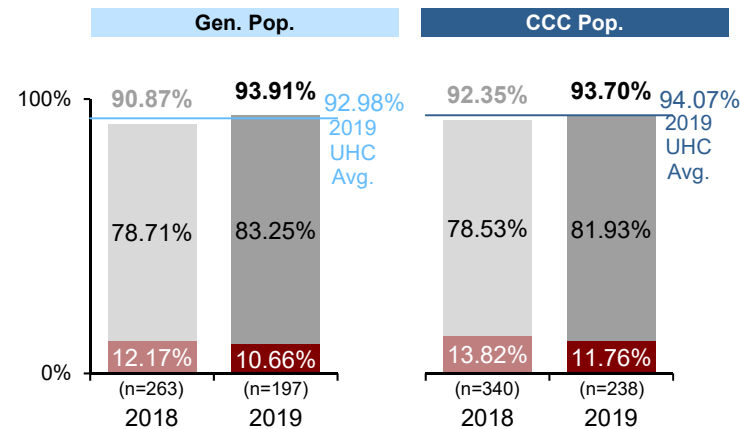 Gen. Pop.
CCC Pop.
100%
90.87%
93.91%
92.98%
2019
UHC
Avg.
92.35%
93.70%
94.07%
2019
UHC
Avg.
78.71%
83.25%
78.53%
81.93%
12.17%
10.66%
13.82%
11.76%
0%
(n=263)
(n=197)
(n=340)
(n=238)
2018
2019
2018
2019